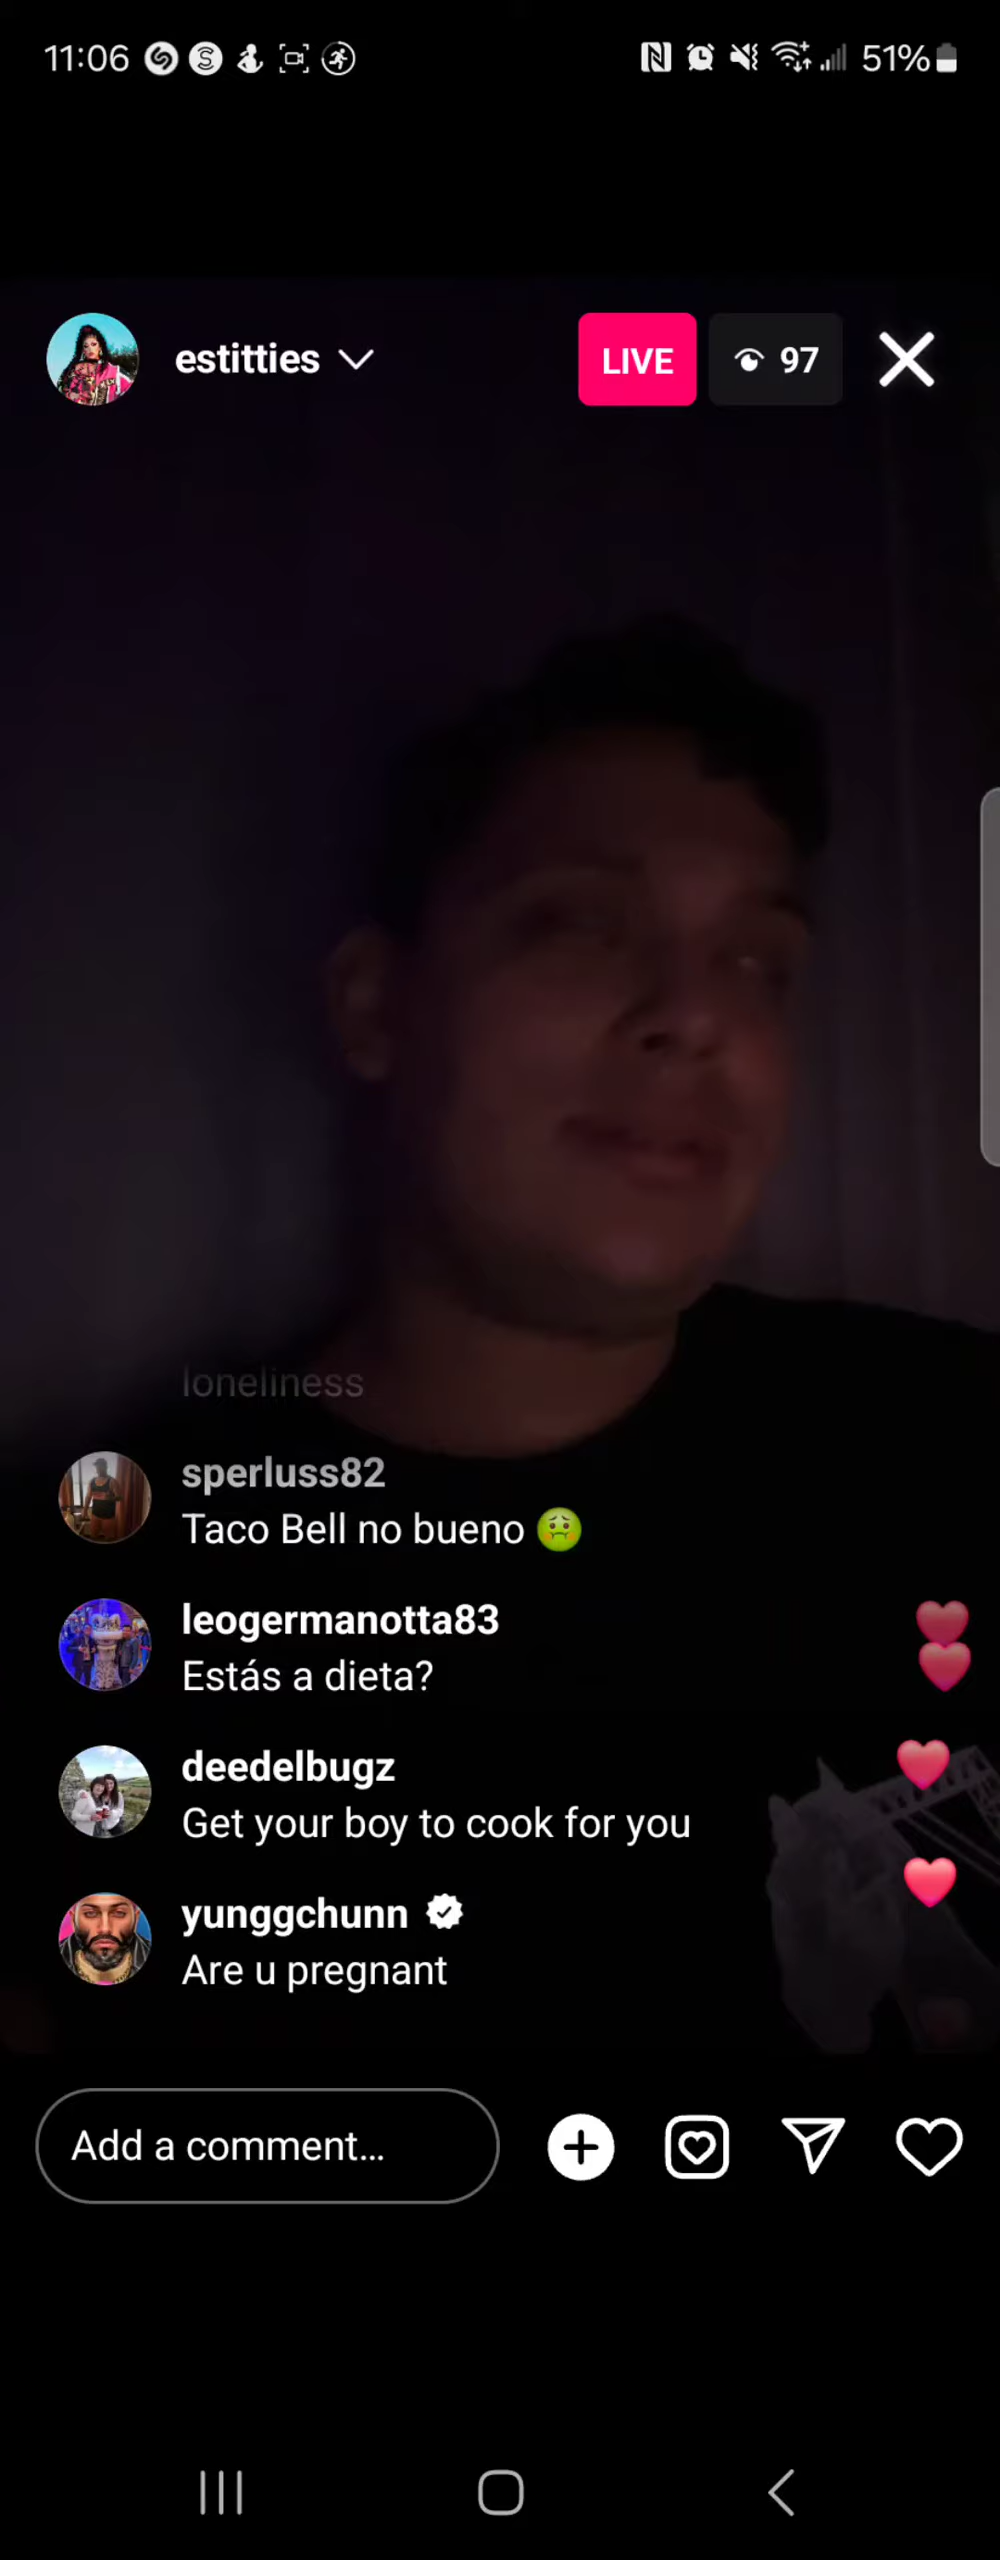 11:06
51%
estitties
LIVE
97
loneliness
sperluss82
Taco Bell no bueno 🤢
leogermanotta83
Estás a dieta?
deedelbugz
Get your boy to cook for you
yunggchunn
Are u pregnant
Add a comment...